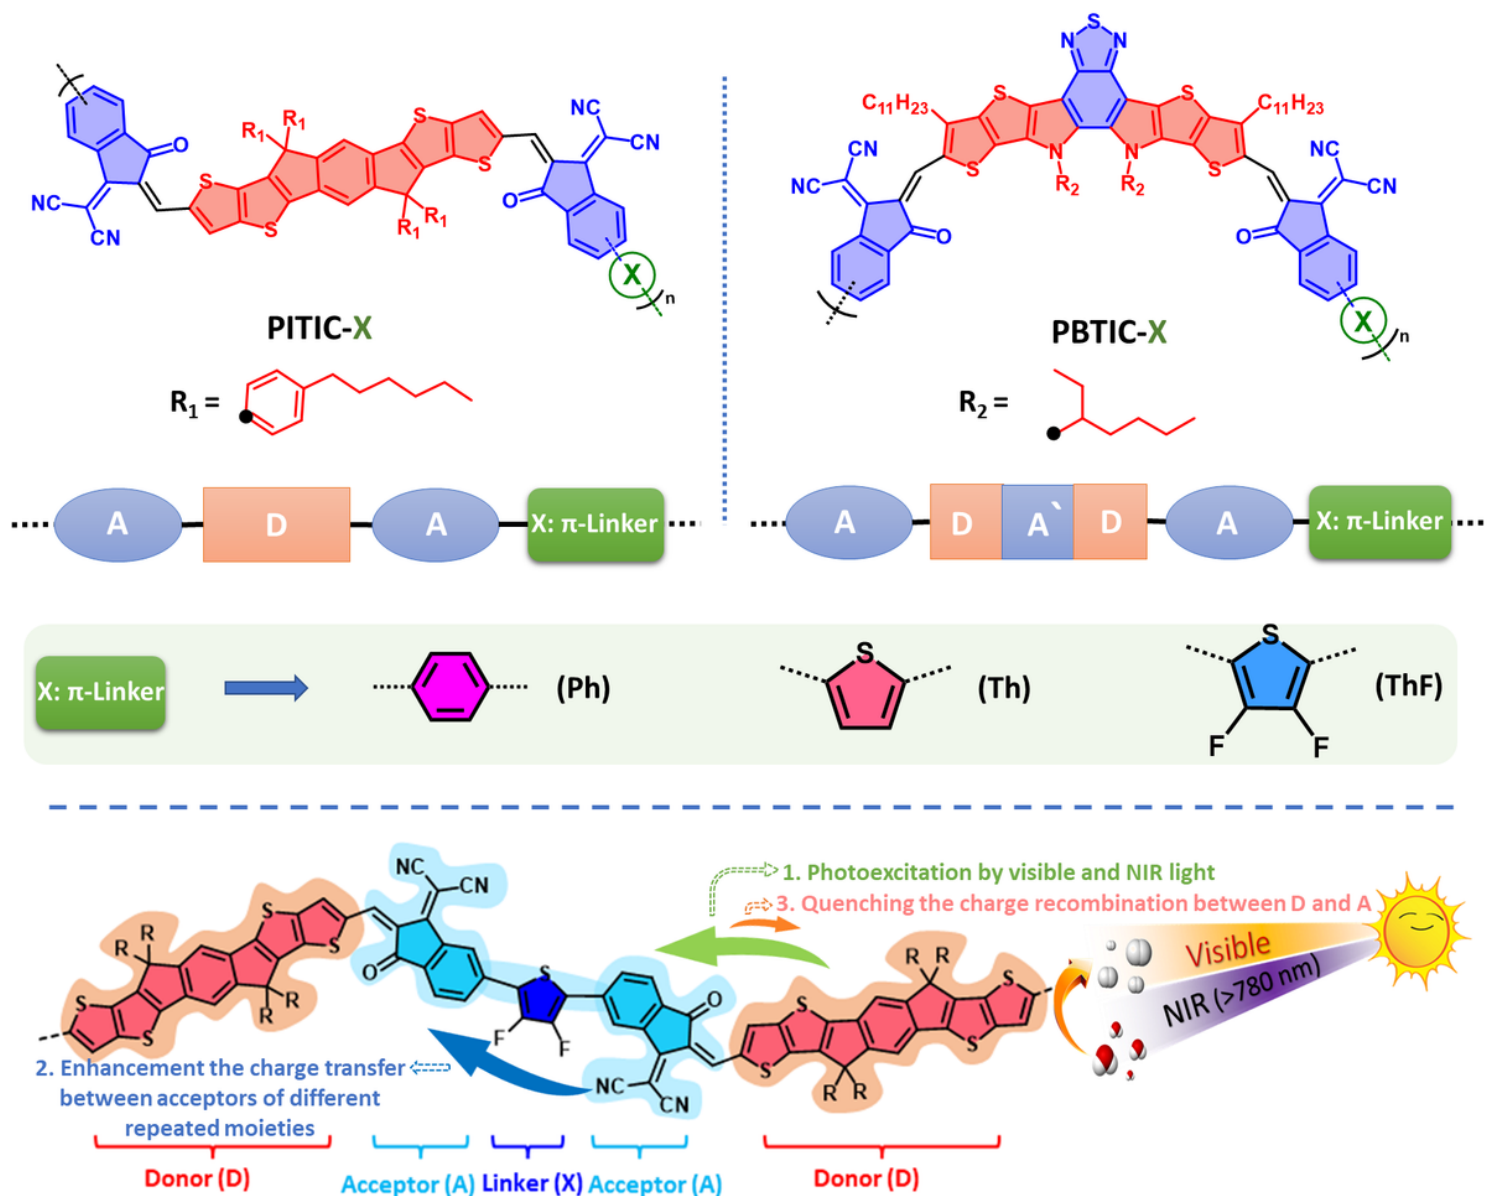 R1 R1
S
S
O
NC
CN
S
S
R1 R1
NC
CN
O
X
n
PITIC-X
R1 =
N S N
C11H23
S
S
C11H23
CN
NC
S
N
N
S
R2
R2
NC
CN
O
O
X
n
PBTIC-X
R2 =
A D A X: π-Linker
A D A` D A X: π-Linker
X: π-Linker
(Ph)
S
(Th)
S
F F
(ThF)
NC
CN
S
S
R R
O
S
S
R
R
S
F F
O
NC
CN
1. Photoexcitation by visible and NIR light
3. Quenching the charge recombination between D and A
R R
S
S
S
S
R R
Visible
NIR (>780 nm)
2. Enhancement the charge transfer
between acceptors of different
repeated moieties
Donor (D) Acceptor (A) Linker (X) Acceptor (A) Donor (D)